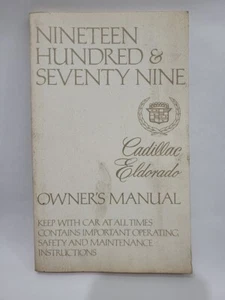 NINETEEN
HUNDRED &
SEVENTY NINE
Cadillac
Eldorado
OWNER'S MANUAL
KEEP WITH CAR AT ALL TIMES
CONTAINS IMPORTANT OPERATING
SAFETY AND MAINTENANCE
INSTRUCTIONS